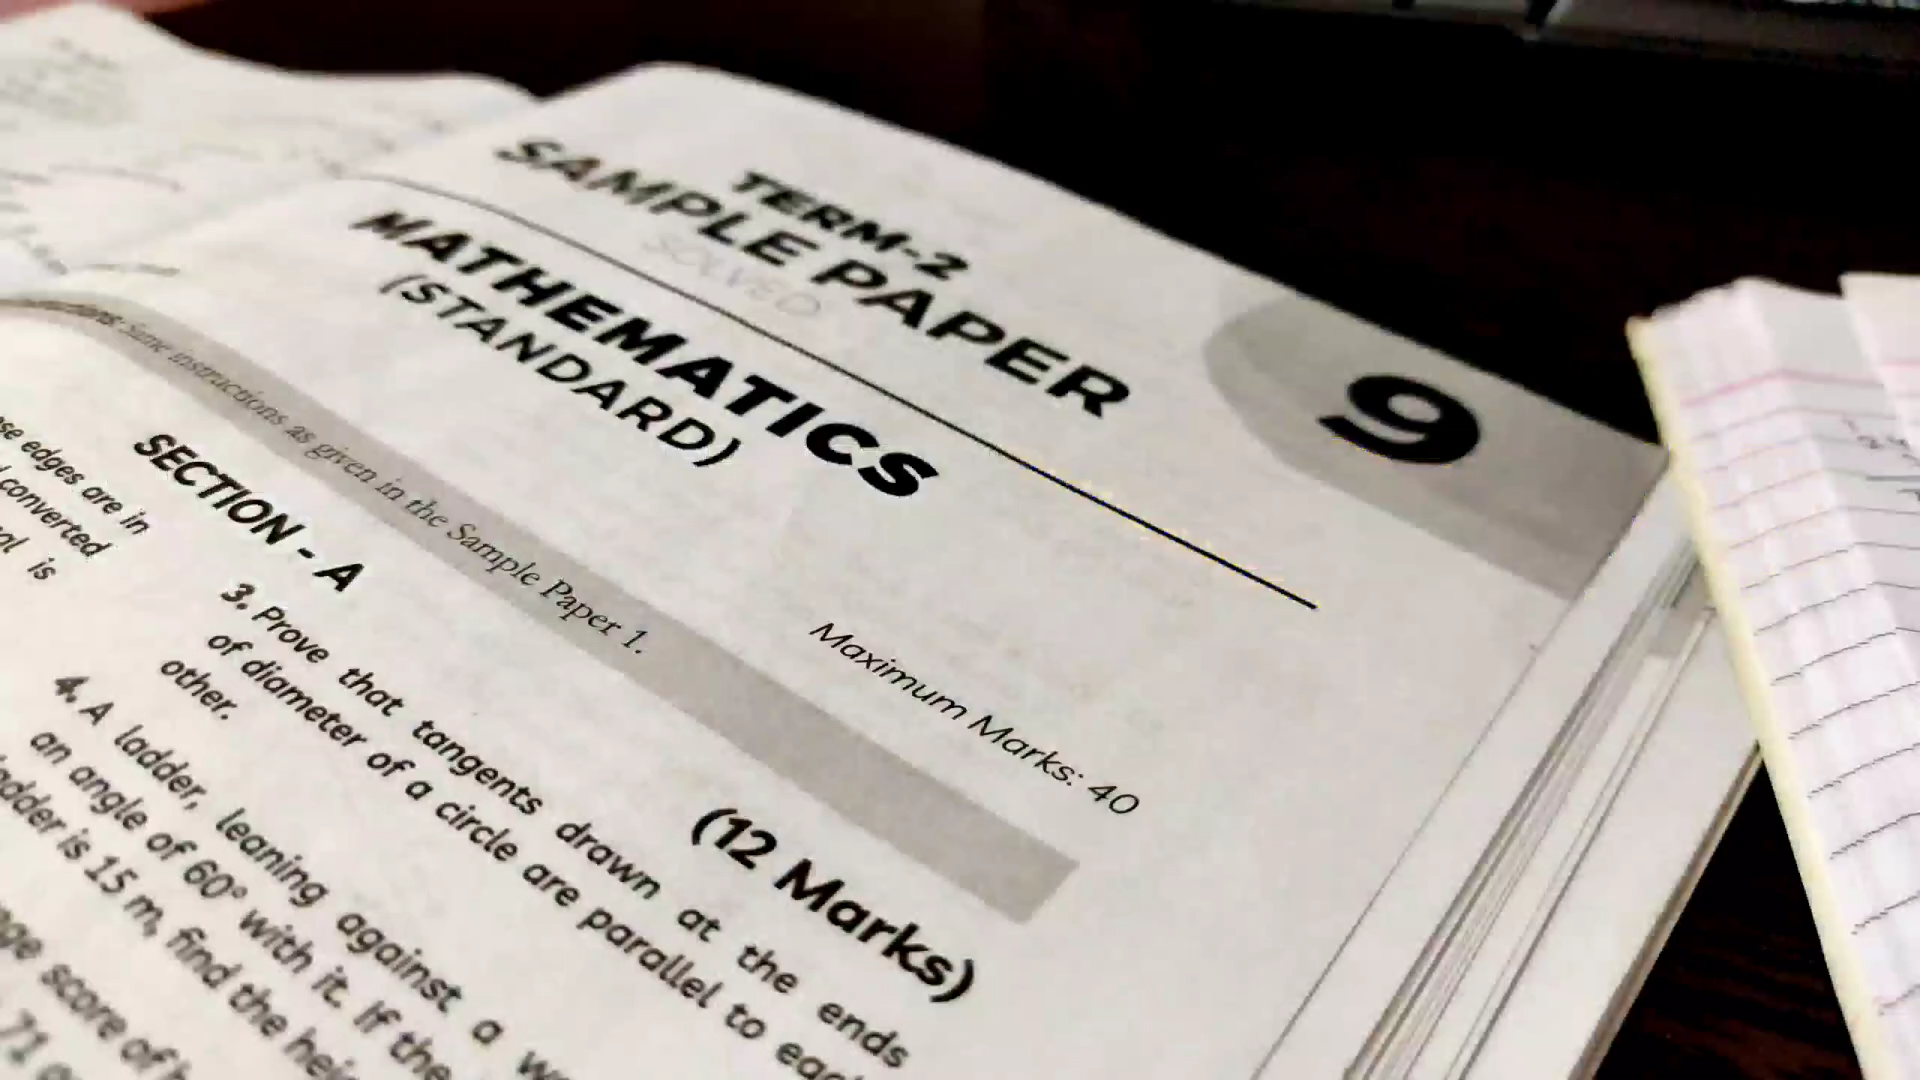 TERM-2
SAMPLE PAPER
SOLVED
9
MATHEMATICS
(STANDARD)
Maximum Marks: 40
Same instructions as given in the Sample Paper 1.
SECTION - A
(12 Marks)
edges are in
converted
is
3. Prove that tangents drawn at the ends
of diameter of a circle are parallel to each
other.
4. A ladder, leaning against a
an angle of 60° with it. If the
ladder is 15 m, find the
score of
71